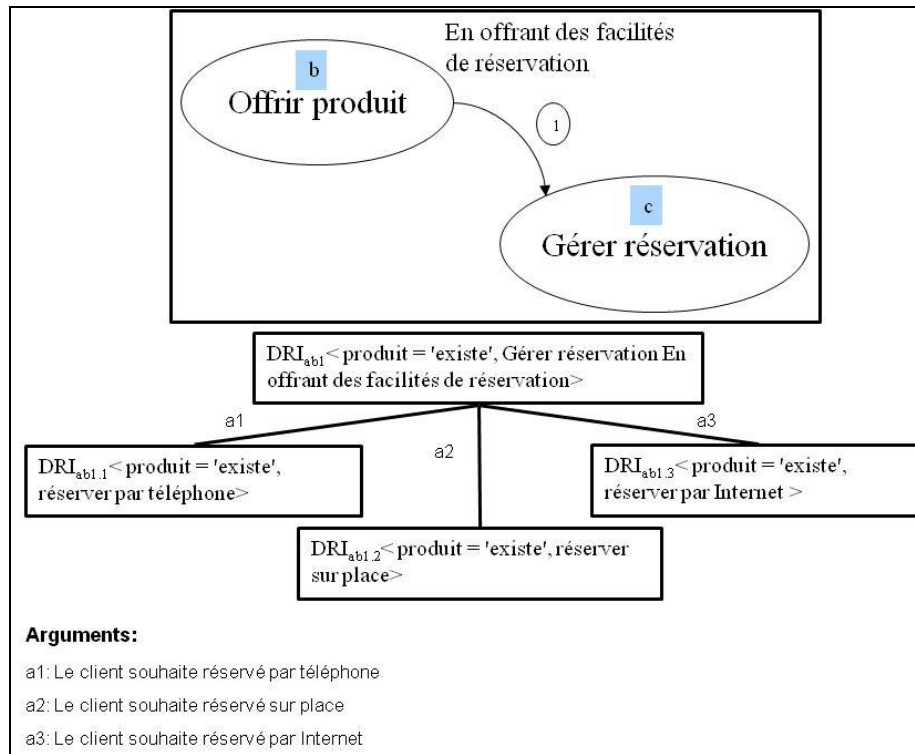 En offrant des facilités
de réservation
b
Offrir produit
1
c
Gérer réservation
DRIab1< produit = 'existe', Gérer réservation En
offrant des facilités de réservation>
a1
a2
a3
DRIab1.1< produit = 'existe',
réserver par téléphone>
DRIab1.3< produit = 'existe',
réserver par Internet >
DRIab1.2< produit = 'existe', réserver
sur place>
Arguments:
a1: Le client souhaite réservé par téléphone
a2: Le client souhaite réservé sur place
a3: Le client souhaite réservé par Internet